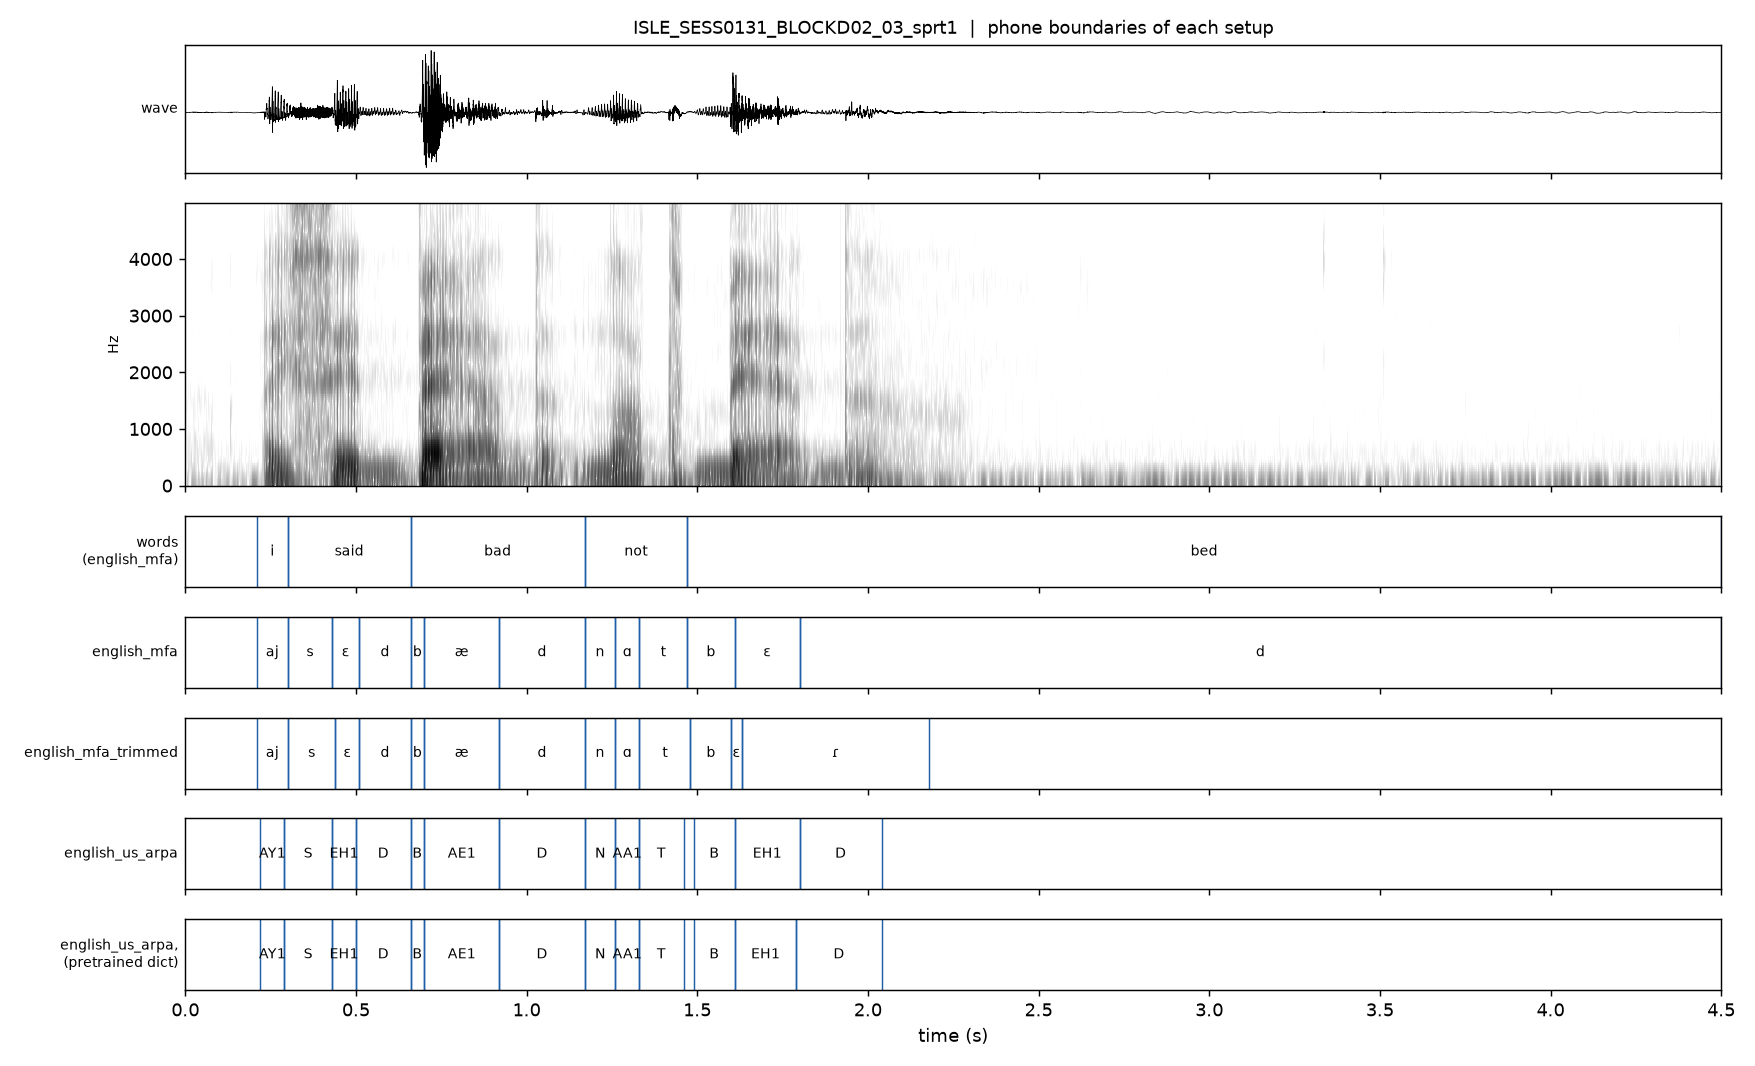 ISLE_SESS0131_BLOCKD02_03_sprt1 | phone boundaries of each setup
wave
4000
3000
Hz
2000
1000
0
words
(english_mfa)
i said bad not bed
english_mfa
aj s ɛ d b æ d n ɑ t b ɛ d
english_mfa_trimmed
aj s ɛ d b æ d n ɑ t b ɛ ɾ
english_us_arpa
AY1 S EH1 D B AE1 D N AA1 T B EH1 D
english_us_arpa,
(pretrained dict)
AY1 S EH1 D B AE1 D N AA1 T B EH1 D
0.0 0.5 1.0 1.5 2.0 2.5 3.0 3.5 4.0 4.5
time (s)